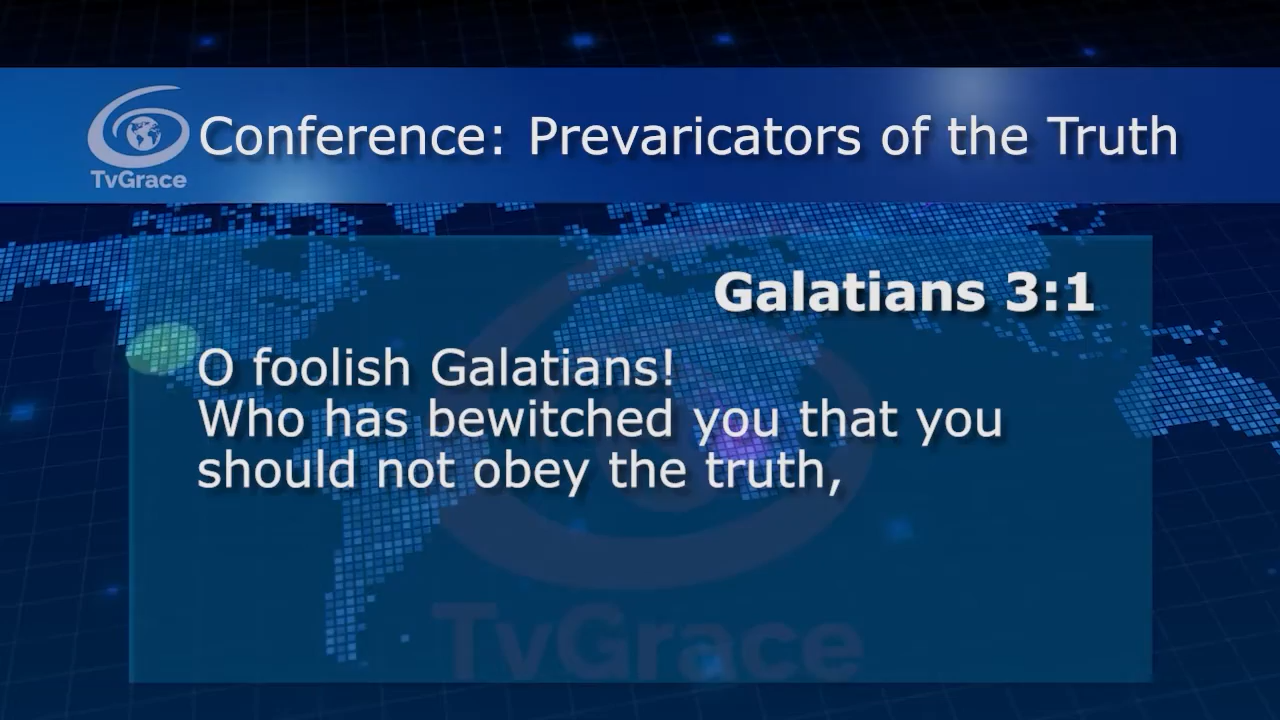 Conference: Prevaricators of the Truth
TvGrace
Galatians 3:1
O foolish Galatians!
Who has bewitched you that you
should not obey the truth,
TvGrace